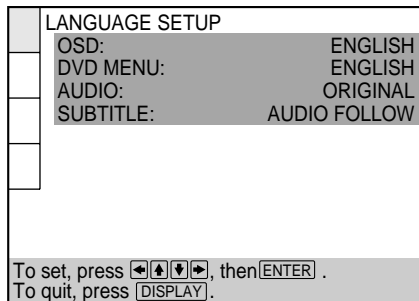 LANGUAGE SETUP
OSD: ENGLISH
DVD MENU: ENGLISH
AUDIO: ORIGINAL
SUBTITLE: AUDIO FOLLOW
To set, press ←↑↓→, then ENTER .
To quit, press DISPLAY.